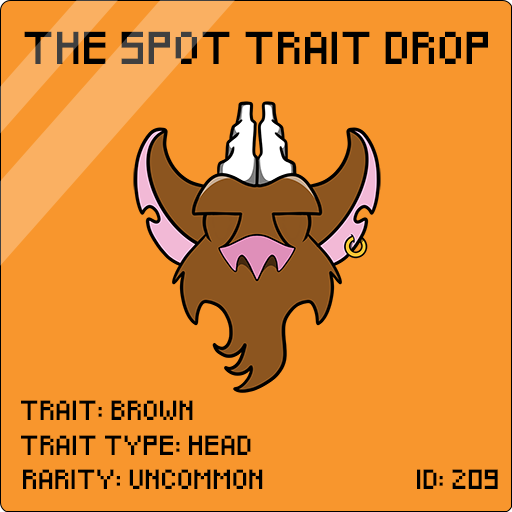 THE SPOT TRAIT DROP
TRAIT: BROWN
TRAIT TYPE: HEAD
RARITY: UNCOMMON
ID: 209